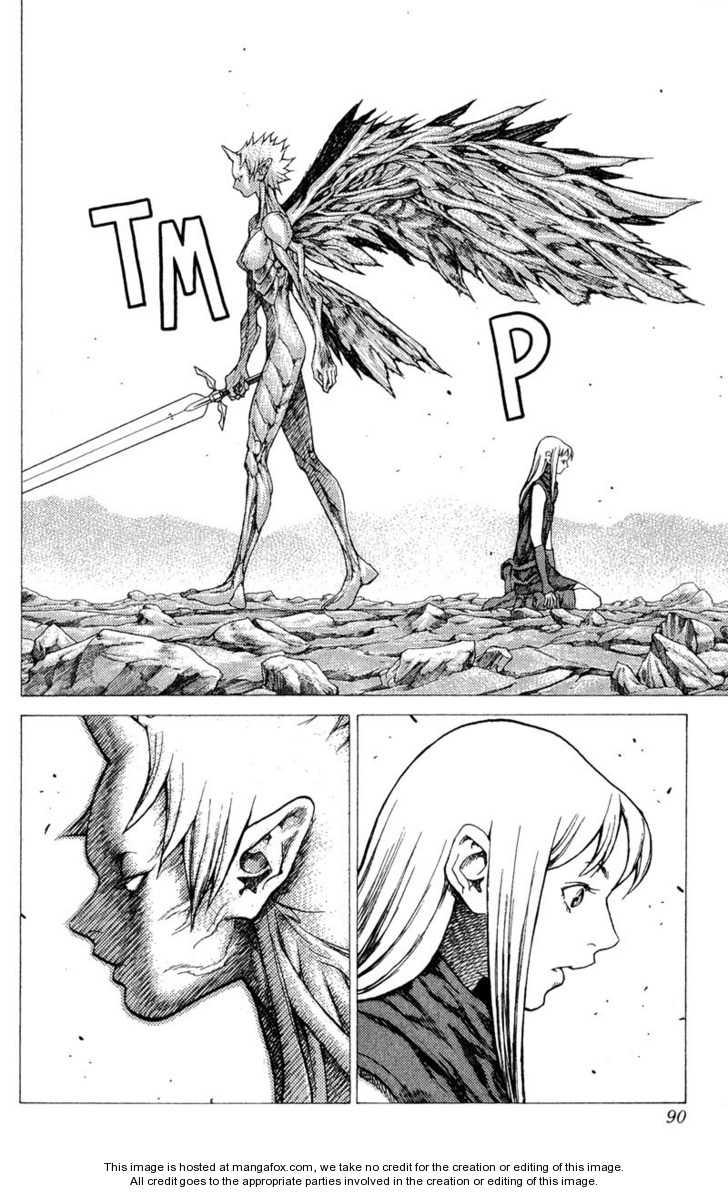 TMP
90
This image is hosted at mangafox.com, we take no credit for the creation or editing of this image.
All credit goes to the appropriate parties involved in the creation or editing of this image.